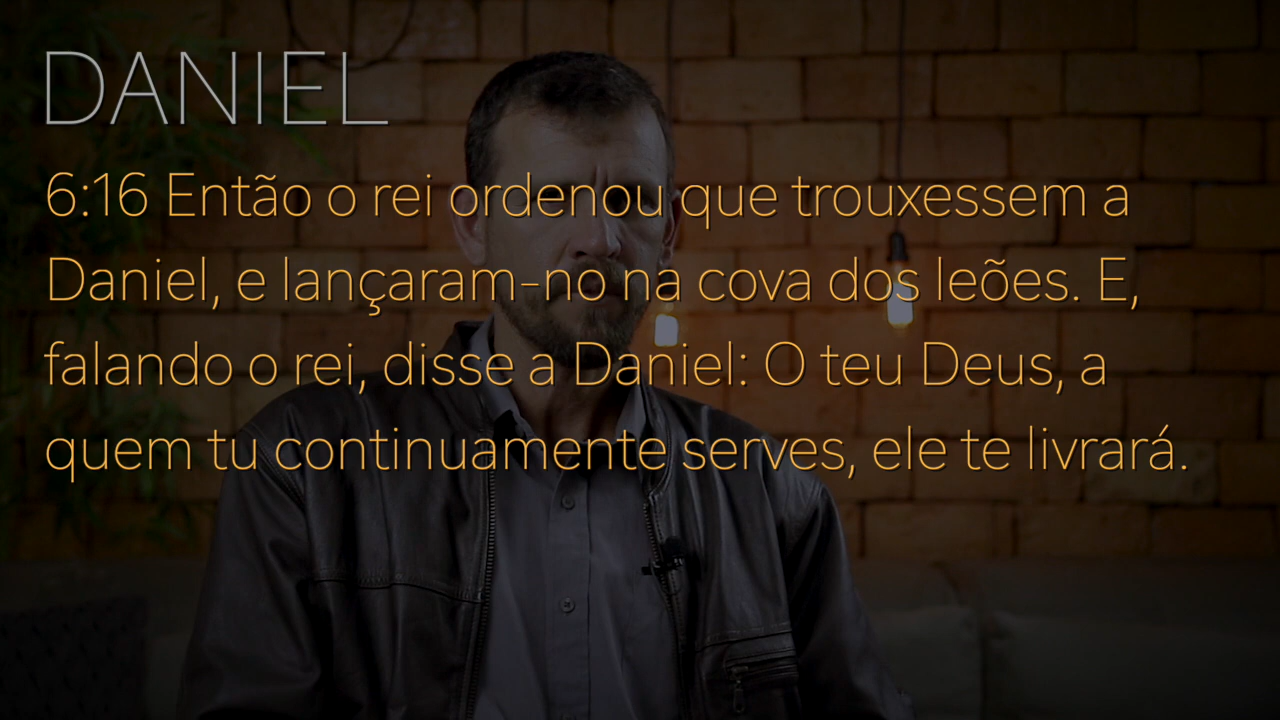 DANIEL
6:16 Então o rei ordenou que trouxessem a
Daniel, e lançaram-no na cova dos leões. E,
falando o rei, disse a Daniel: O teu Deus, a
quem tu continuamente serves, ele te livrará.